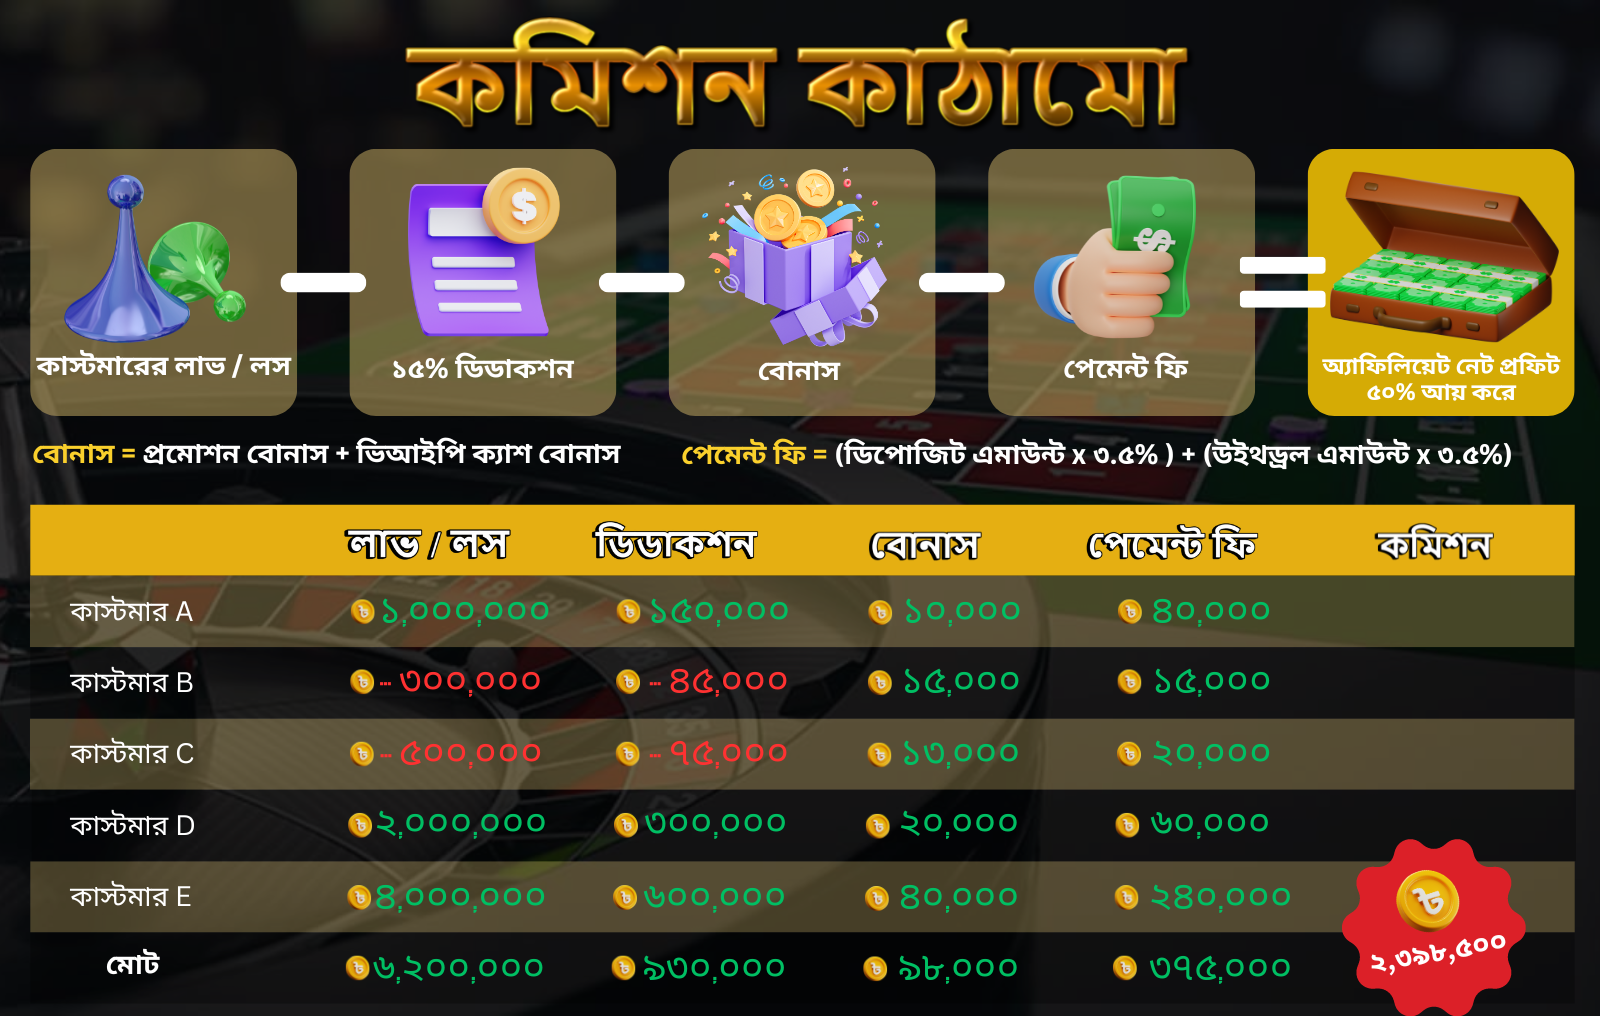 কমিশন কাঠামো
কাস্টমারের লাভ / লস
১৫% ডিডাকশন
বোনাস
পেমেন্ট ফি
অ্যাফিলিয়েট নেট প্রফিট
৫০% আয় করে
বোনাস = প্রমোশন বোনাস + ভিআইপি ক্যাশ বোনাস
পেমেন্ট ফি = (ডিপোজিট এমাউন্ট x ৩.৫% ) + (উইথড্রল এমাউন্ট x ৩.৫%)
লাভ / লস ডিডাকশন বোনাস পেমেন্ট ফি কমিশন
কাস্টমার A ১,০০০,০০০ ১৫০,০০০ ১০,০০০ ৪০,০০০
কাস্টমার B - ৩০০,০০০ - ৪৫,০০০ ১৫,০০০ ১৫,০০০
কাস্টমার C - ৫০০,০০০ - ৭৫,০০০ ১৩,০০০ ২০,০০০
কাস্টমার D ২,০০০,০০০ ৩০০,০০০ ২০,০০০ ৬০,০০০
কাস্টমার E ৪,০০০,০০০ ৬০০,০০০ ৪০,০০০ ২৪০,০০০
মোট ৬,২০০,০০০ ৯৩০,০০০ ৯৮,০০০ ৩৭৫,০০০
৳
২,৩৯৮,৫০০